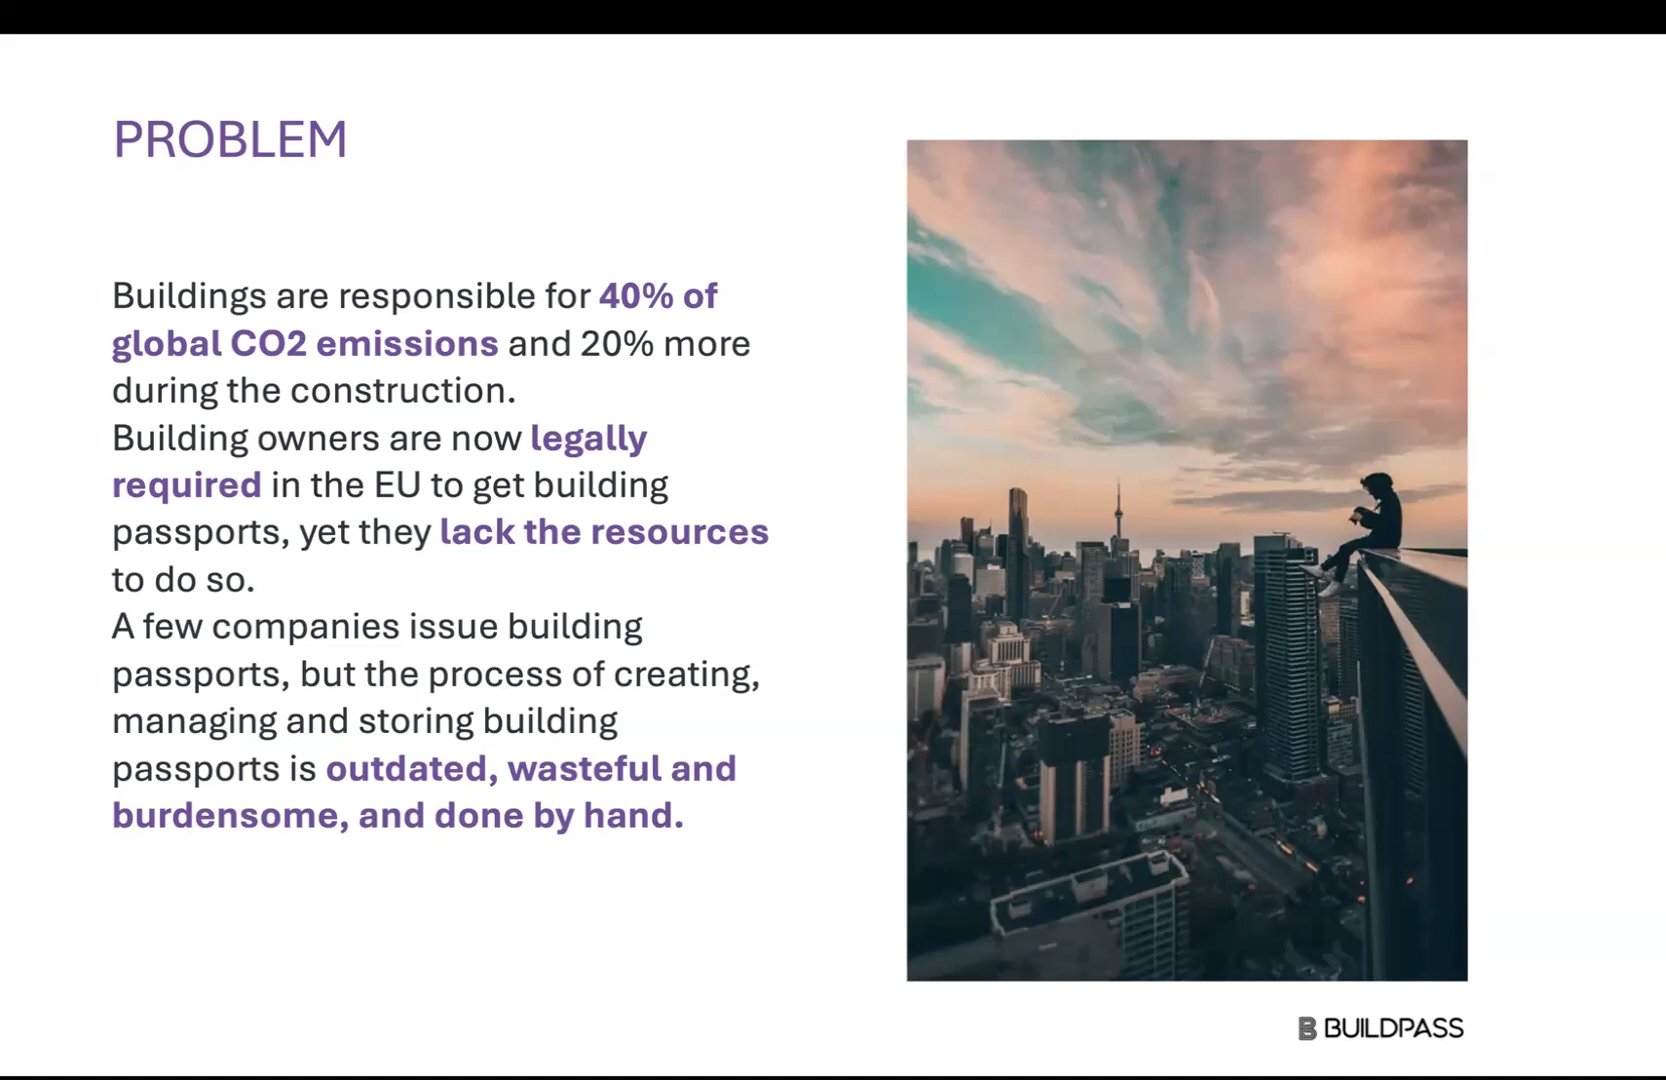 PROBLEM
Buildings are responsible for 40% of
global CO2 emissions and 20% more
during the construction.
Building owners are now legally
required in the EU to get building
passports, yet they lack the resources
to do so.
A few companies issue building
passports, but the process of creating,
managing and storing building
passports is outdated, wasteful and
burdensome, and done by hand.
BUILDPASS